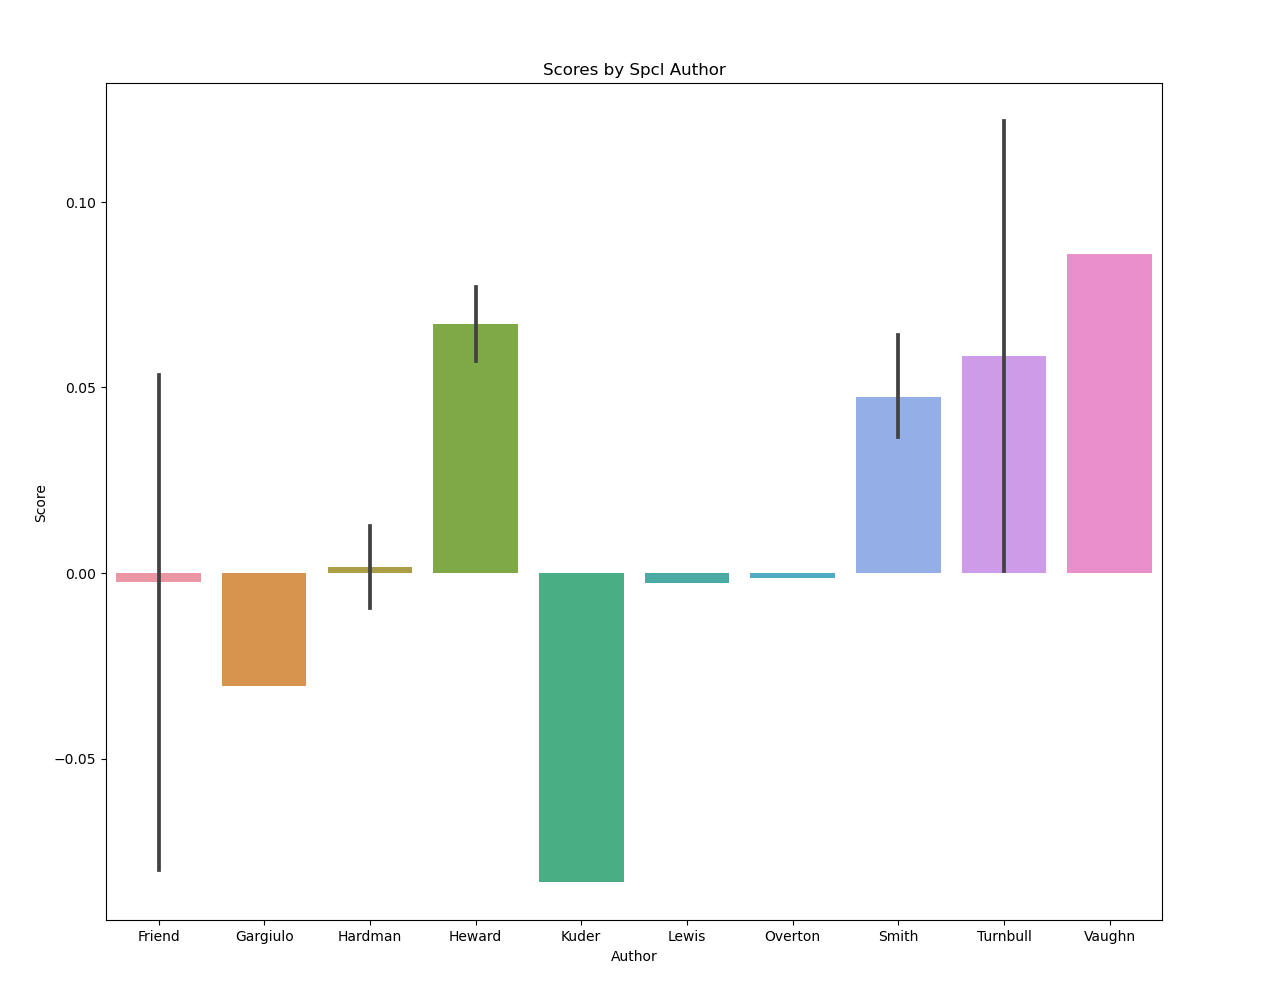 Scores by Spcl Author
0.10
0.05
0.00
−0.05
Score
Friend Gargiulo Hardman Heward Kuder Lewis Overton Smith Turnbull Vaughn
Author